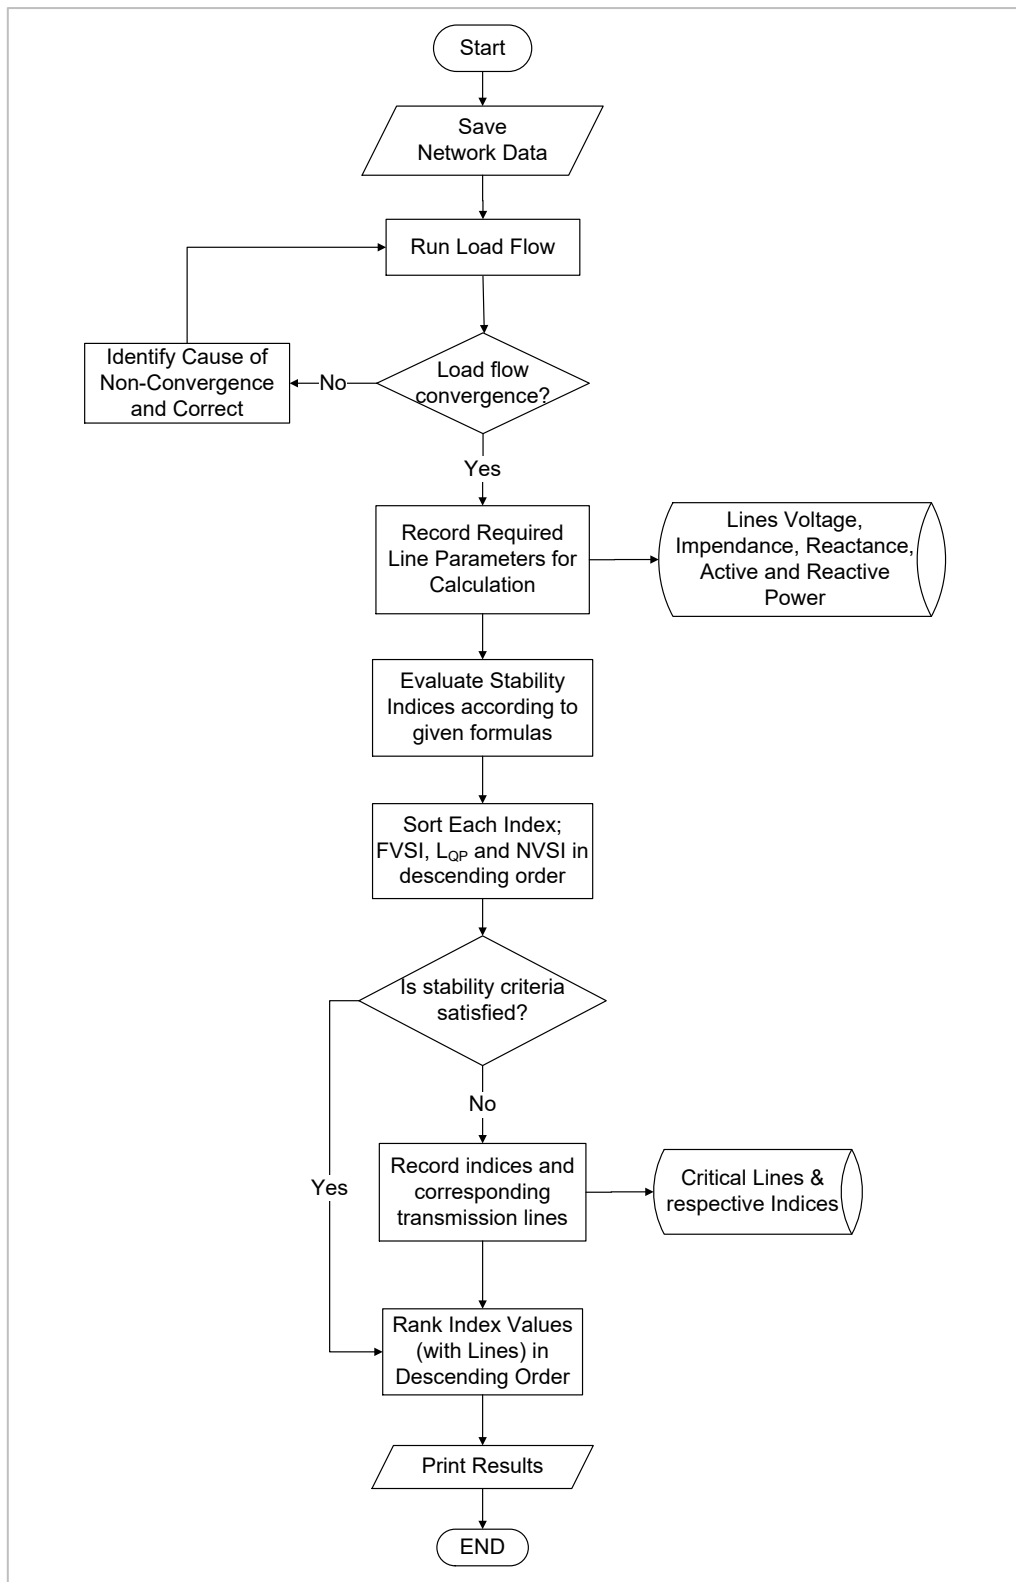 Start
Save
Network Data
Run Load Flow
Identify Cause of
Non-Convergence
and Correct
No
Load flow
convergence?
Yes
Record Required
Line Parameters for
Calculation
Lines Voltage,
Impendance, Reactance,
Active and Reactive
Power
Evaluate Stability
Indices according to
given formulas
Sort Each Index;
FVSI, LQP and NVSI in
descending order
Is stability criteria
satisfied?
No
Yes
Record indices and
corresponding
transmission lines
Critical Lines &
respective Indices
Rank Index Values
(with Lines) in
Descending Order
Print Results
END